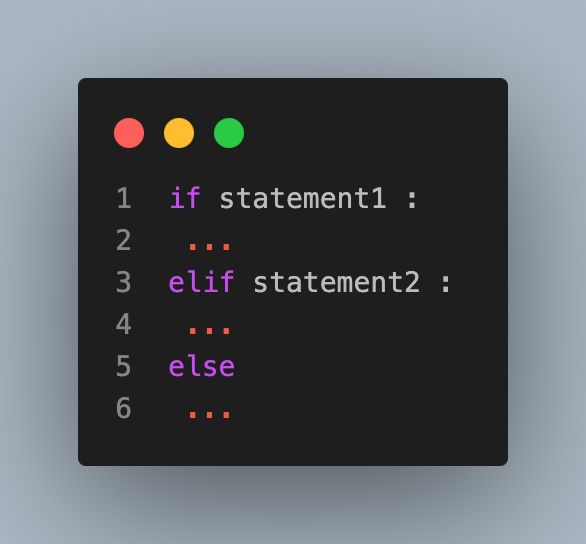 1 if statement1 :
2  ...
3 elif statement2 :
4  ...
5 else
6  ...